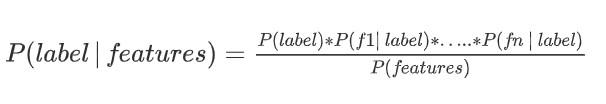 P(label | features) = P(label)*P(f1| label)*.....*P(fn | label) / P(features)